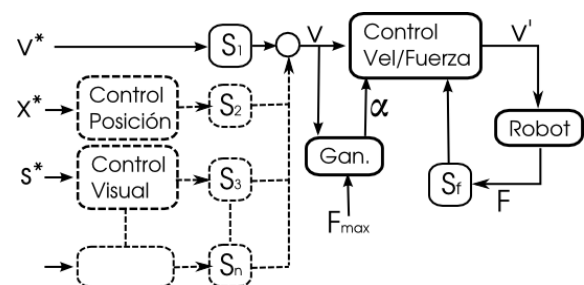 V*
S1
V
Control
Vel/Fuerza
V'
X*
Control
Posición
S2
α
Robot
s*
Control
Visual
S3
Gan.
Sf
F
Fmax
Sn